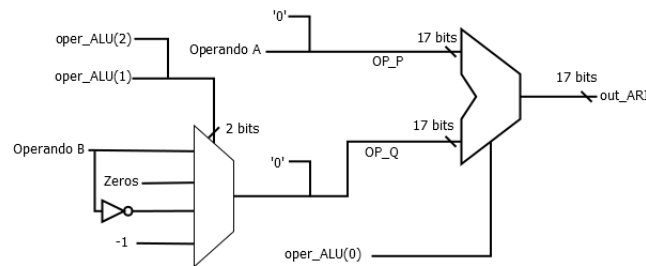 '0'
oper_ALU(2)
17 bits
Operando A
OP_P
oper_ALU(1)
17 bits
out_ARI
2 bits
17 bits
Operando B
'0'
OP_Q
Zeros
-1
oper_ALU(0)